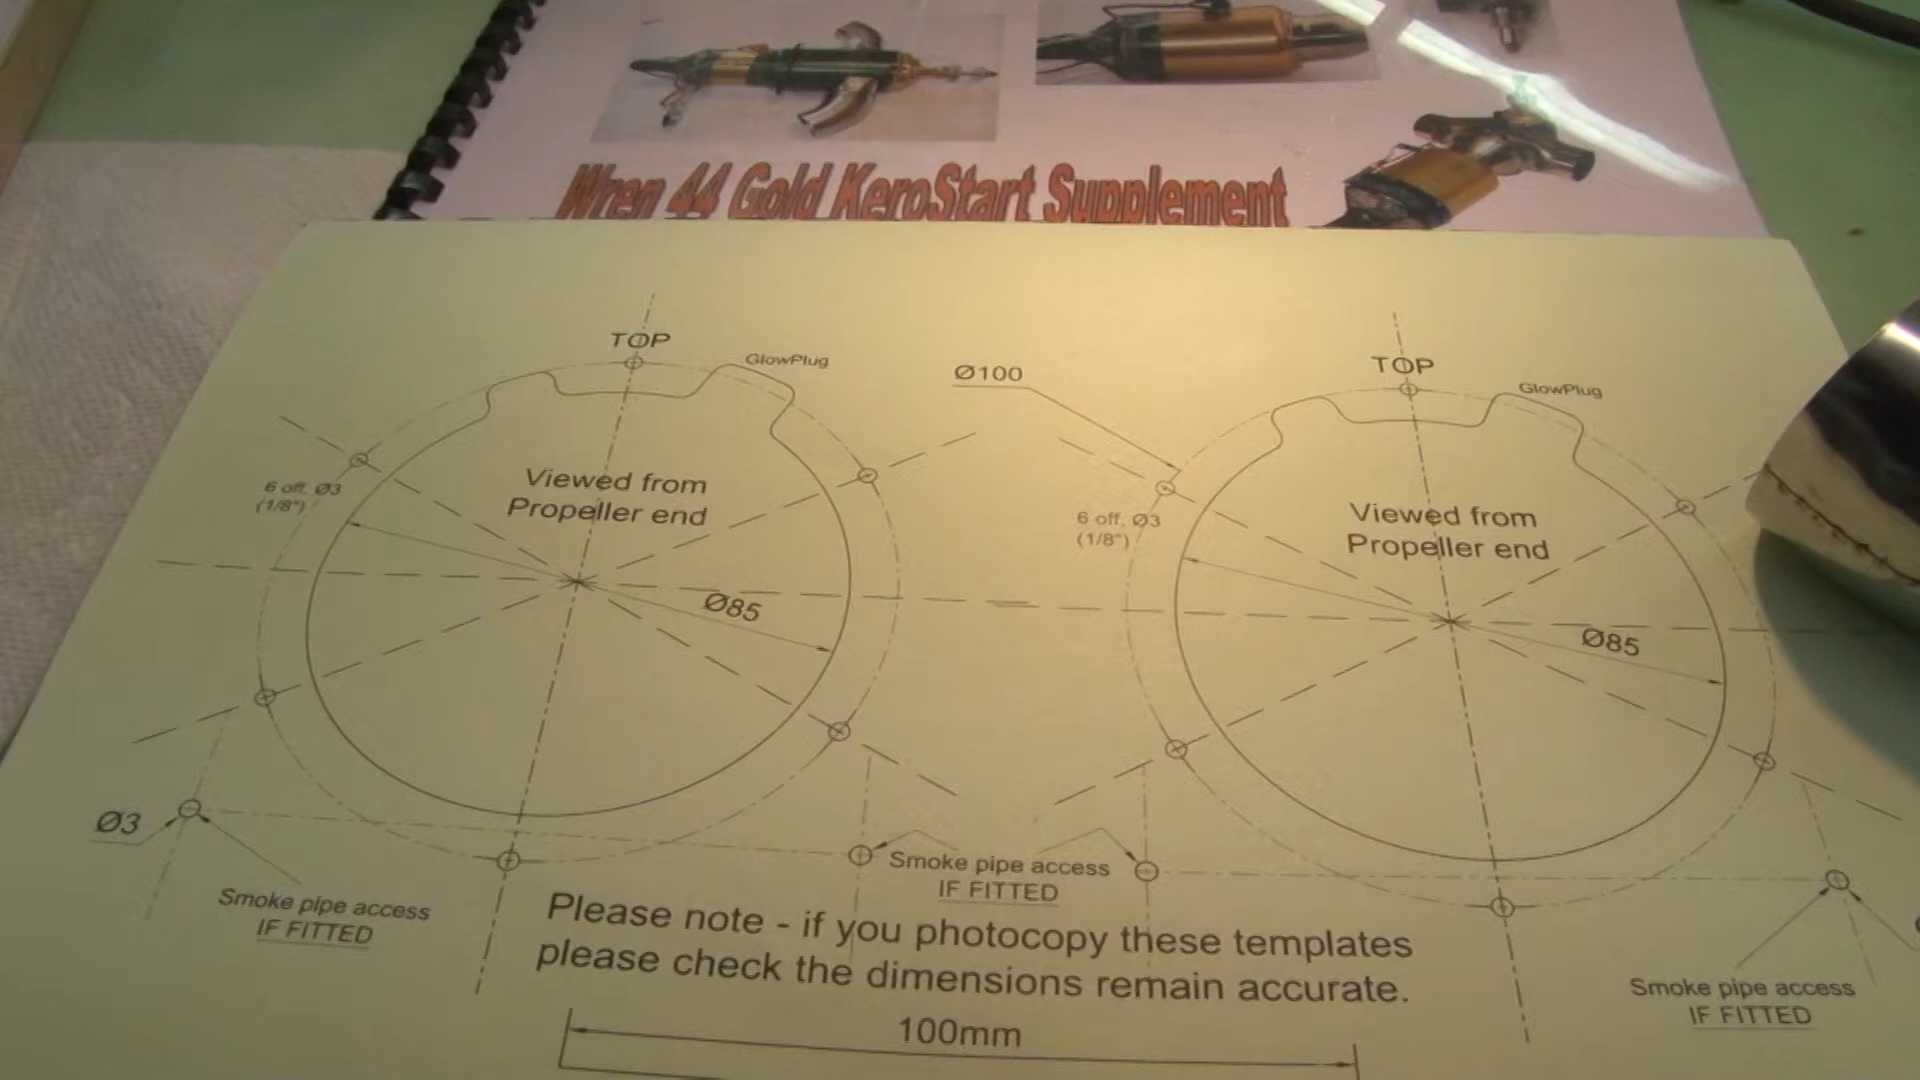 Wren 44 Gold KeroStart Supplement
TOP
GlowPlug
Ø100
TOP
GlowPlug
6 off, Ø3
(1/8")
Viewed from
Propeller end
6 off, Ø3
(1/8")
Viewed from
Propeller end
Ø85
Ø85
Ø3
Smoke pipe access
IF FITTED
Smoke pipe access
IF FITTED
Smoke pipe access
IF FITTED
Please note - if you photocopy these templates
please check the dimensions remain accurate.
100mm